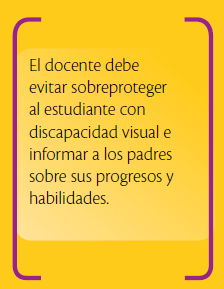 El docente debe
evitar sobreproteger
al estudiante con
discapacidad visual e
informar a los padres
sobre sus progresos y
habilidades.